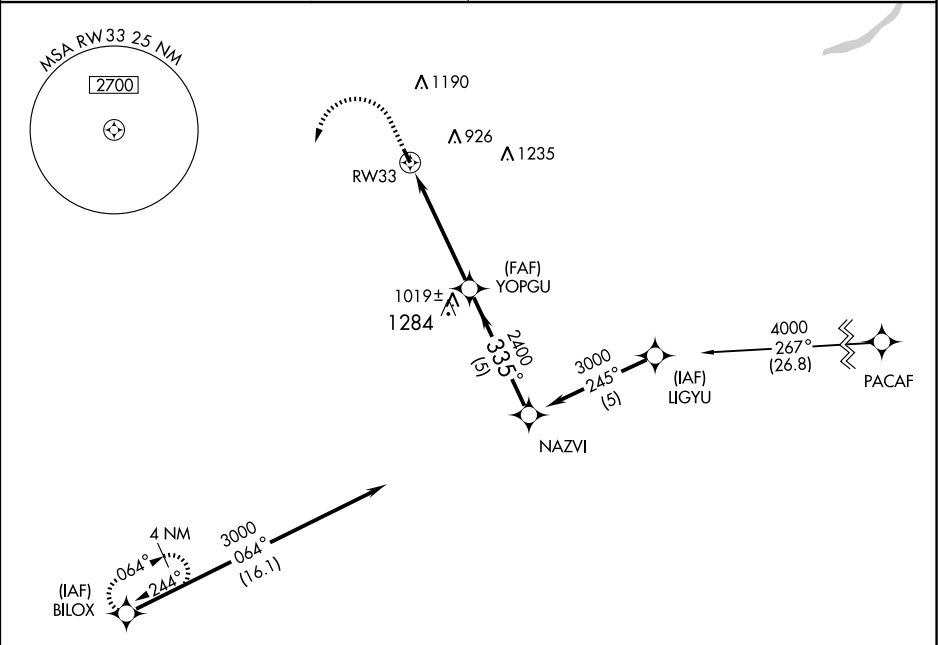 MSA RW33 25 NM
2700
1190
926
1235
RW33
(FAF)
YOPGU
1019±
1284
2400
335°
(5)
3000
245°
(5)
(IAF)
LIGYU
4000
267°
(26.8)
PACAF
NAZVI
4 NM
064°
244°
3000
064°
(16.1)
(IAF)
BILOX